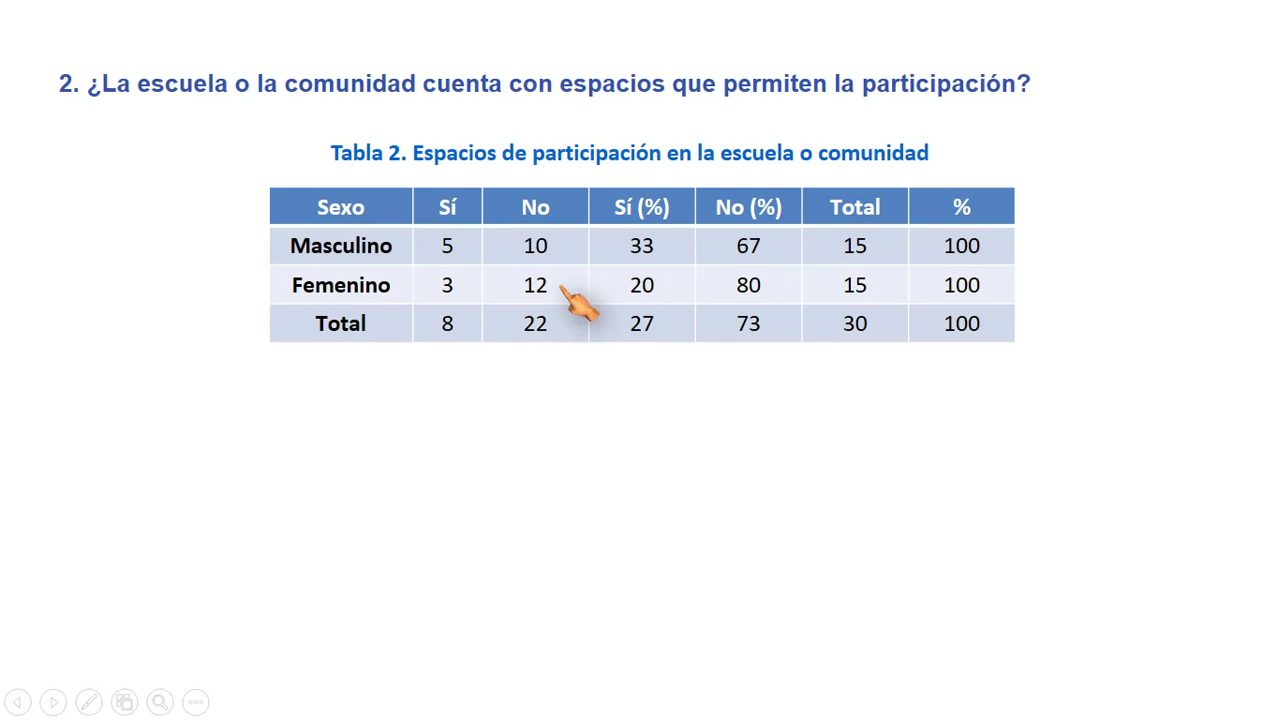 2. ¿La escuela o la comunidad cuenta con espacios que permiten la participación?
Tabla 2. Espacios de participación en la escuela o comunidad
Sexo Sí No Sí (%) No (%) Total %
Masculino 5 10 33 67 15 100
Femenino 3 12 20 80 15 100
Total 8 22 27 73 30 100